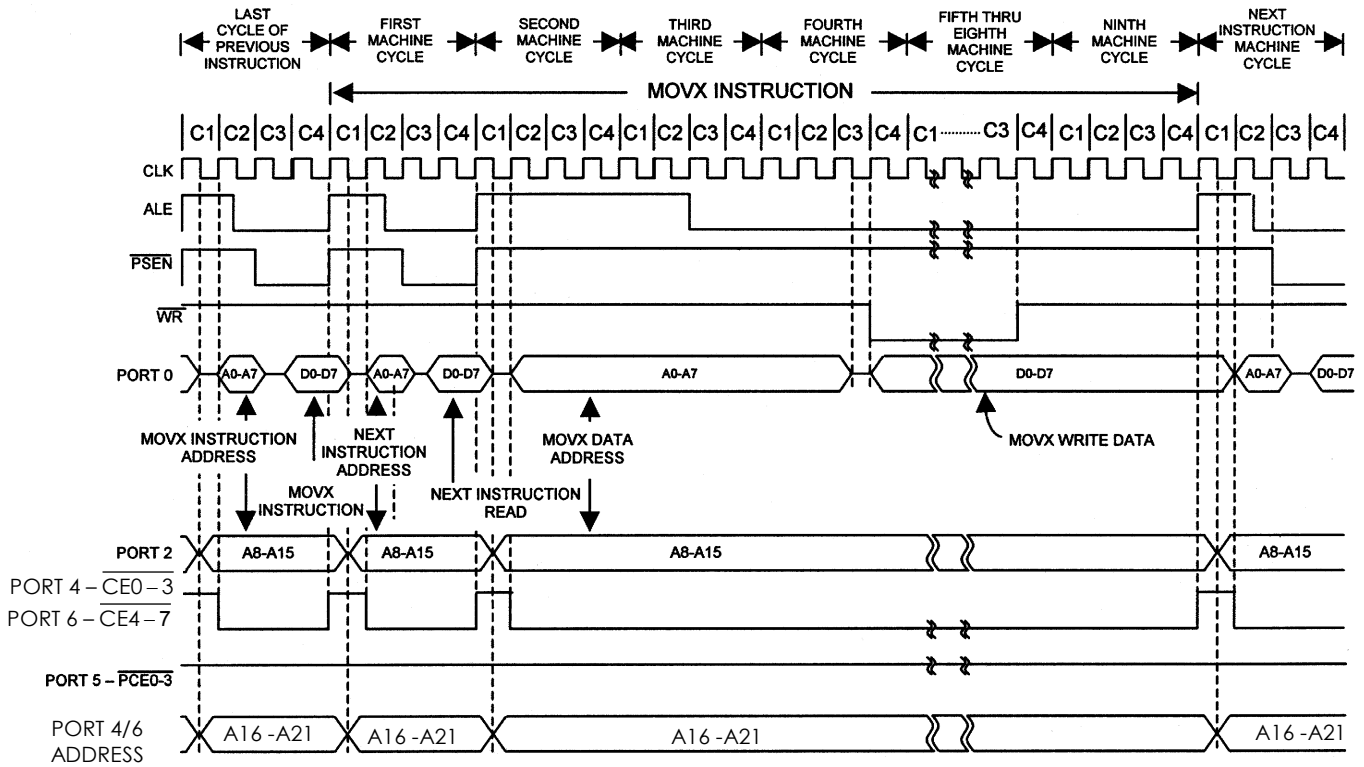 LAST CYCLE OF PREVIOUS INSTRUCTION
FIRST MACHINE CYCLE
SECOND MACHINE CYCLE
THIRD MACHINE CYCLE
FOURTH MACHINE CYCLE
FIFTH THRU EIGHTH MACHINE CYCLE
NINTH MACHINE CYCLE
NEXT INSTRUCTION MACHINE CYCLE
MOVX INSTRUCTION
C1 C2 C3 C4 C1 C2 C3 C4 C1 C2 C3 C4 C1 C2 C3 C4 C1 C2 C3 C4 C1 .......... C3 C4 C1 C2 C3 C4 C1 C2 C3 C4
CLK
ALE
PSEN
WR
PORT 0 A0-A7 D0-D7 A0-A7 D0-D7 A0-A7 D0-D7 A0-A7 D0-D7
MOVX INSTRUCTION ADDRESS
NEXT INSTRUCTION ADDRESS
MOVX DATA ADDRESS
MOVX WRITE DATA
MOVX INSTRUCTION
NEXT INSTRUCTION READ
PORT 2 A8-A15 A8-A15 A8-A15 A8-A15
PORT 4 – CE0 – 3
PORT 6 – CE4 – 7
PORT 5 – PCE0-3
PORT 4/6 ADDRESS A16 -A21 A16 -A21 A16 -A21 A16 -A21